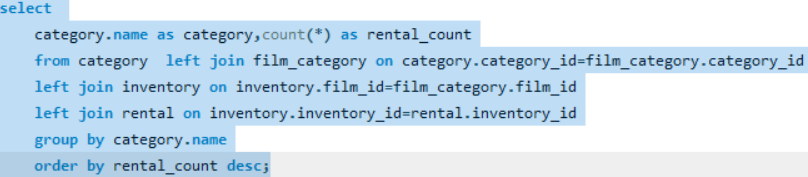 select
category.name as category,count(*) as rental_count
from category  left join film_category on category.category_id=film_category.category_id
left join inventory on inventory.film_id=film_category.film_id
left join rental on inventory.inventory_id=rental.inventory_id
group by category.name
order by rental_count desc;